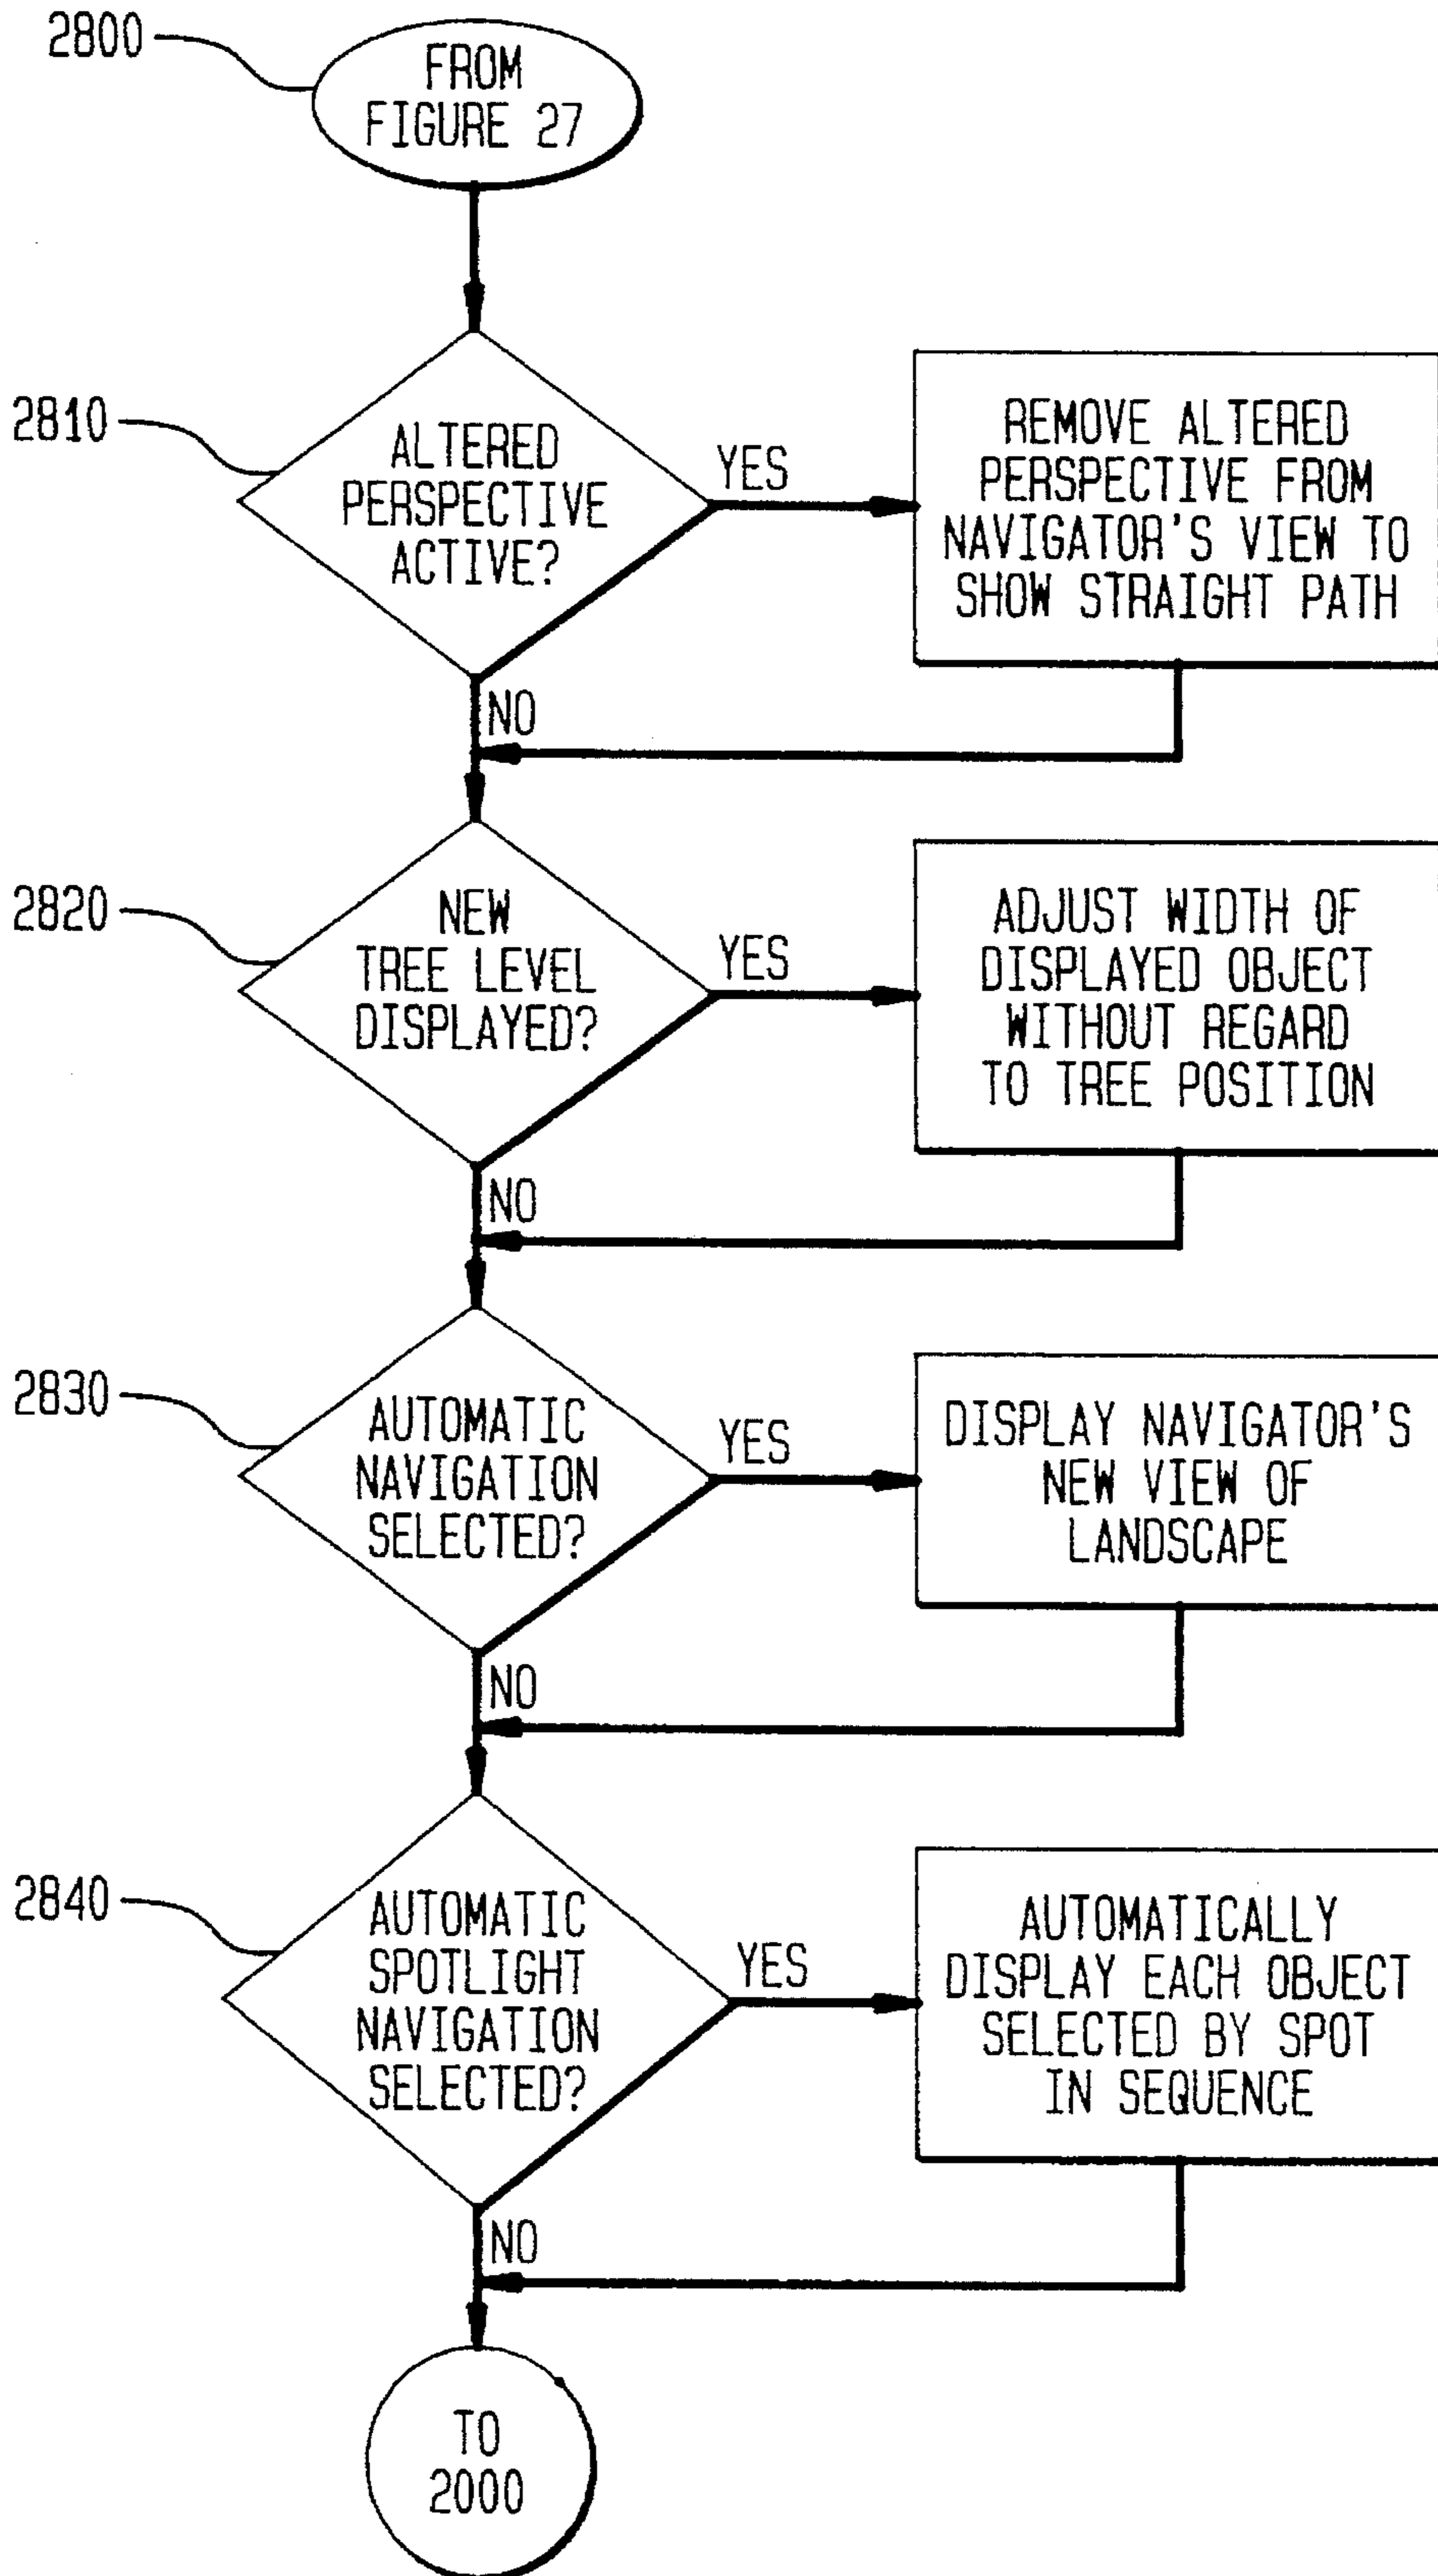 2800
FROM
FIGURE 27
2810
ALTERED
PERSPECTIVE
ACTIVE?
YES
REMOVE ALTERED
PERSPECTIVE FROM
NAVIGATOR'S VIEW TO
SHOW STRAIGHT PATH
NO
2820
NEW
TREE LEVEL
DISPLAYED?
YES
ADJUST WIDTH OF
DISPLAYED OBJECT
WITHOUT REGARD
TO TREE POSITION
NO
2830
AUTOMATIC
NAVIGATION
SELECTED?
YES
DISPLAY NAVIGATOR'S
NEW VIEW OF
LANDSCAPE
NO
2840
AUTOMATIC
SPOTLIGHT
NAVIGATION
SELECTED?
YES
AUTOMATICALLY
DISPLAY EACH OBJECT
SELECTED BY SPOT
IN SEQUENCE
NO
TO
2000